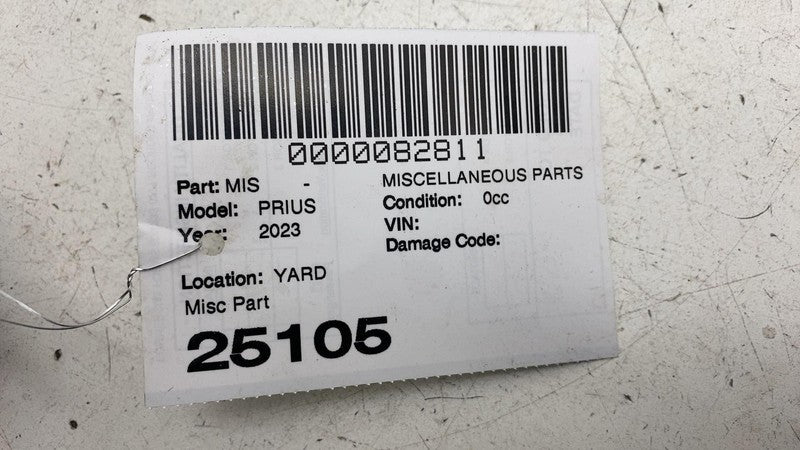 0000082811
Part: MIS - MISCELLANEOUS PARTS
Model: PRIUS Condition: 0cc
Year: 2023 VIN:
Damage Code:
Location: YARD
Misc Part
25105